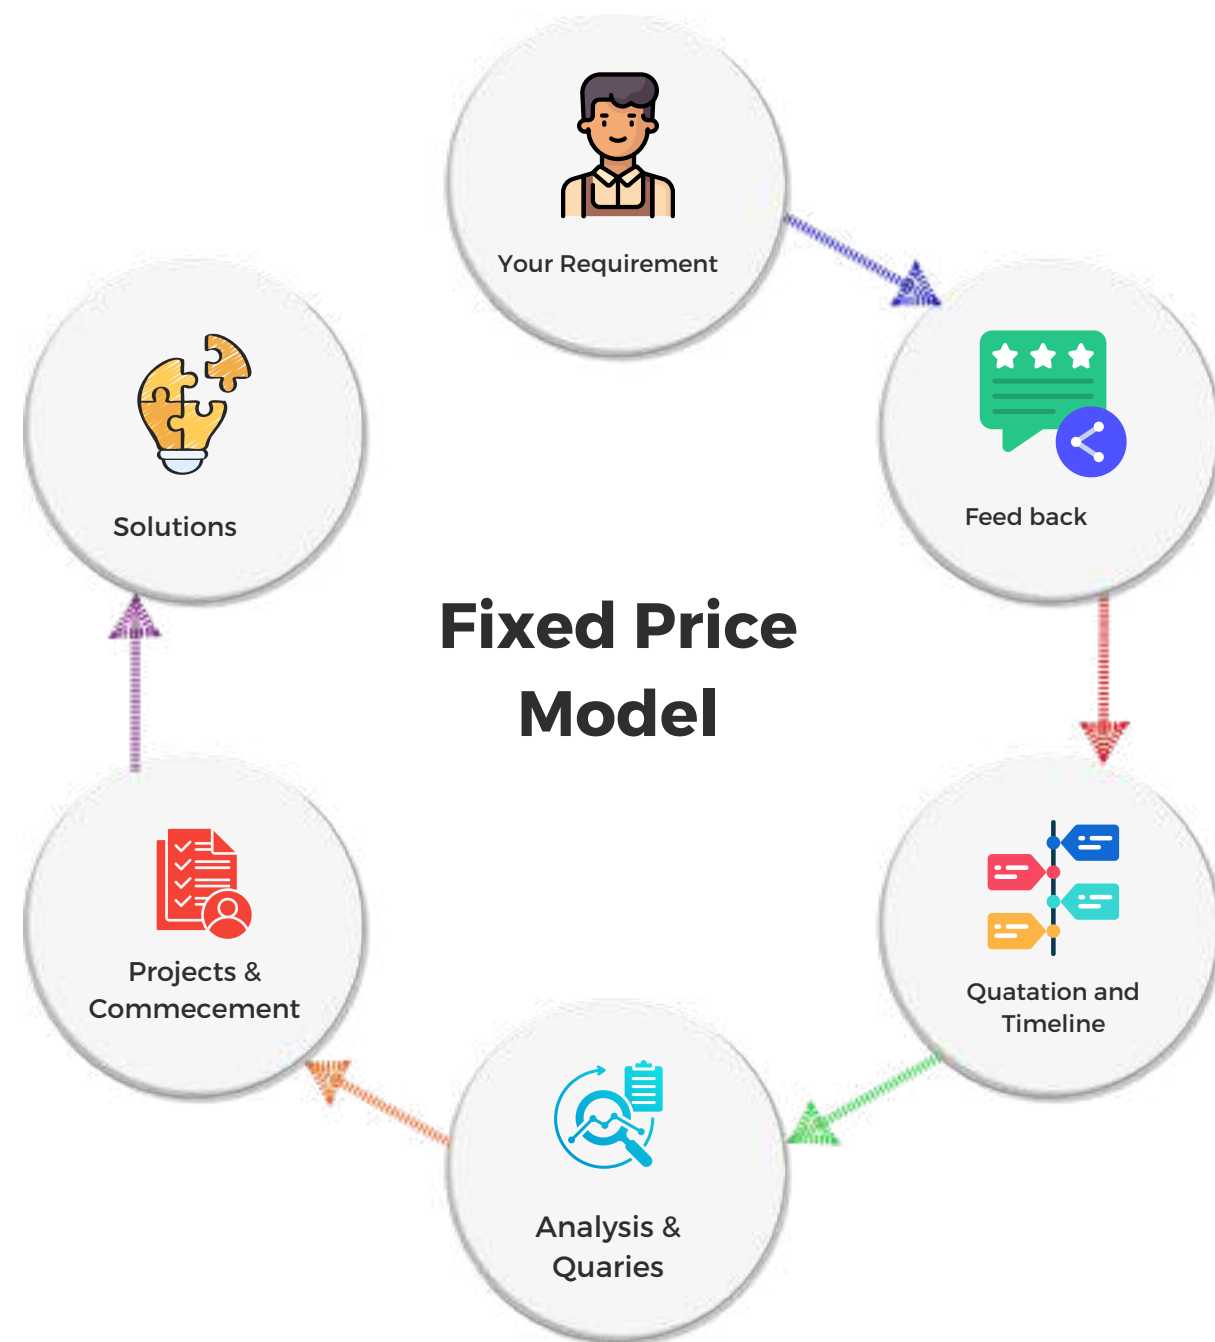 Your Requirement
Feed back
Quatation and
Timeline
Analysis &
Quaries
Projects &
Commecement
Solutions
Fixed Price
Model